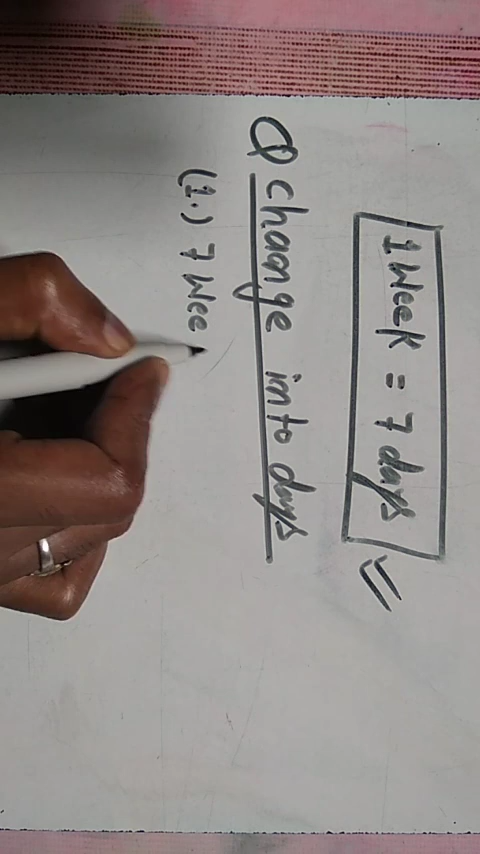 1 Week = 7 days
Q change into days
(1.) 7 Wee